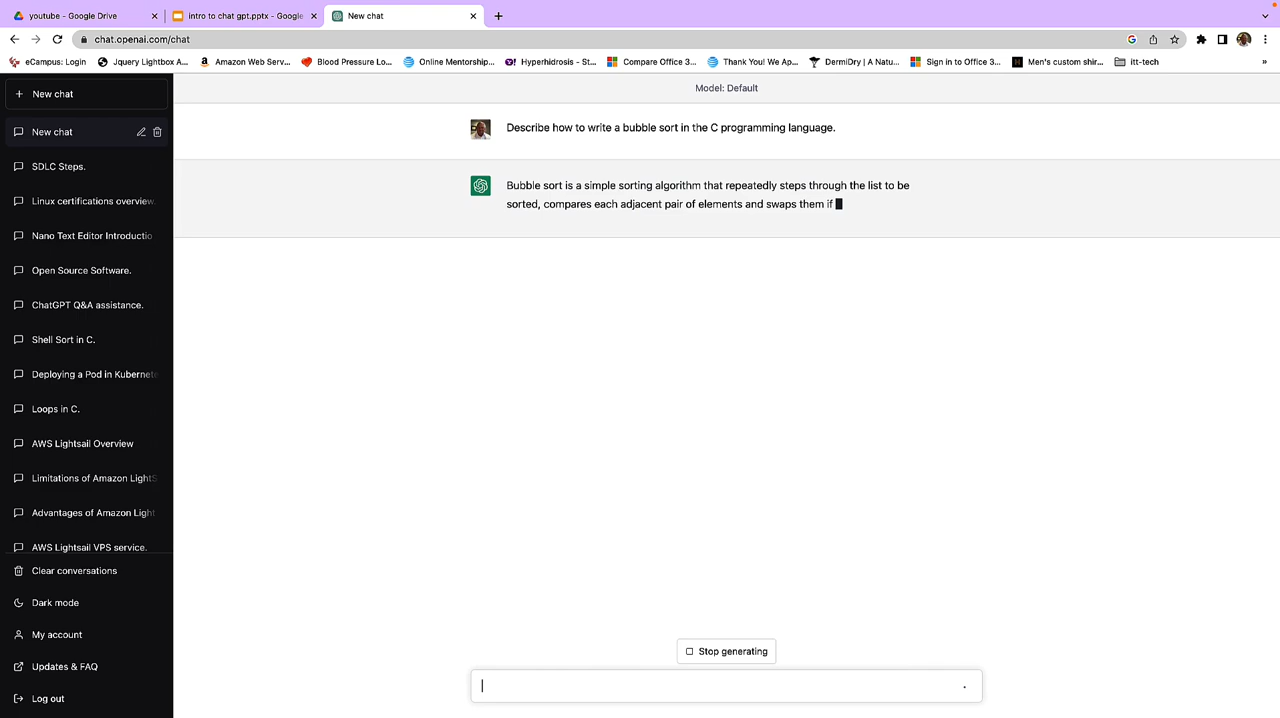 youtube - Google Drive
intro to chat gpt.pptx - Google
New chat
chat.openai.com/chat
eCampus: Login
Jquery Lightbox A...
Amazon Web Serv...
Blood Pressure Lo...
Online Mentorship...
Hyperhidrosis - St...
Compare Office 3...
Thank You! We Ap...
DermiDry | A Natu...
Sign in to Office 3...
Men's custom shir...
itt-tech
»
New chat
New chat
SDLC Steps.
Linux certifications overview.
Nano Text Editor Introductio
Open Source Software.
ChatGPT Q&A assistance.
Shell Sort in C.
Deploying a Pod in Kubernete
Loops in C.
AWS Lightsail Overview
Limitations of Amazon LightS
Advantages of Amazon Light
AWS Lightsail VPS service.
Clear conversations
Dark mode
My account
Updates & FAQ
Log out
Model: Default
Describe how to write a bubble sort in the C programming language.
Bubble sort is a simple sorting algorithm that repeatedly steps through the list to be
sorted, compares each adjacent pair of elements and swaps them if
Stop generating